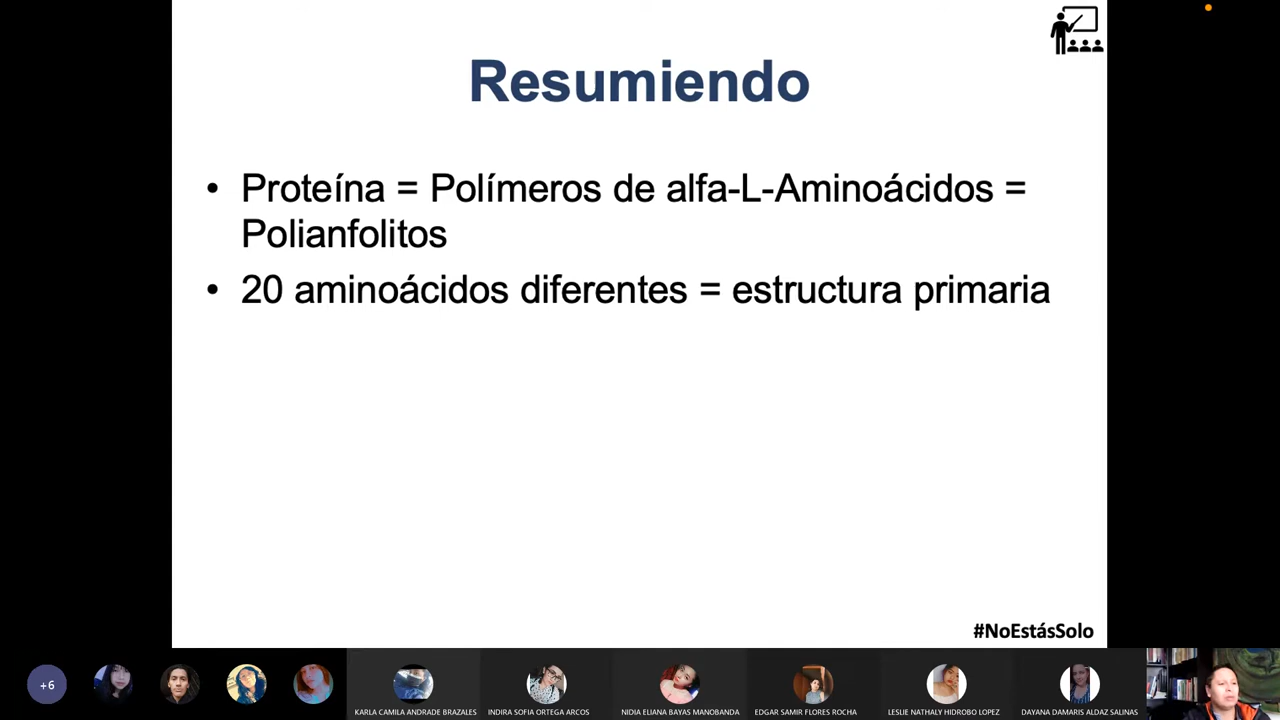 Resumiendo
• Proteína = Polímeros de alfa-L-Aminoácidos =
Polianfolitos
• 20 aminoácidos diferentes = estructura primaria
#NoEstásSolo
+6
KARLA CAMILA ANDRADE BRAZALES
INDIRA SOFIA ORTEGA ARCOS
NIDIA ELIANA BAYAS MANOBANDA
EDGAR SAMIR FLORES ROCHA
LESLIE NATHALY HIDROBO LOPEZ
DAYANA DAMARIS ALDAZ SALINAS